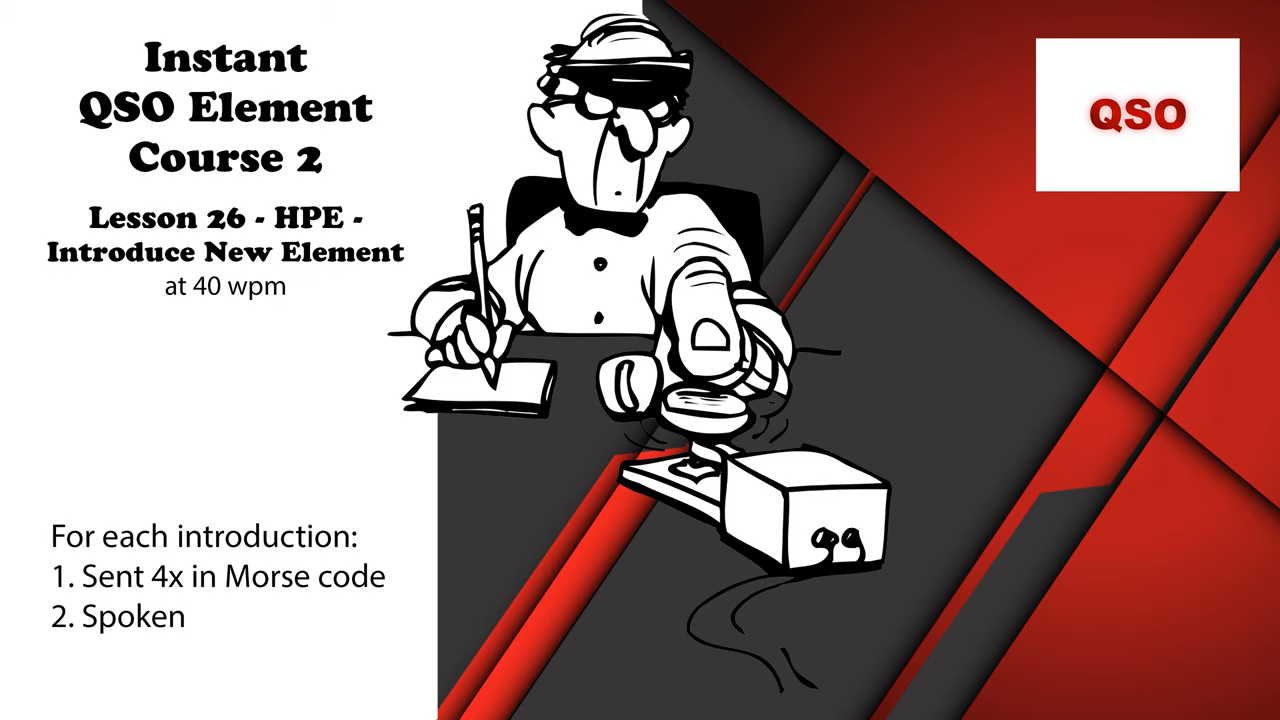 Instant
QSO Element
Course 2
Lesson 26 - HPE -
Introduce New Element
at 40 wpm
QSO
For each introduction:
1. Sent 4x in Morse code
2. Spoken